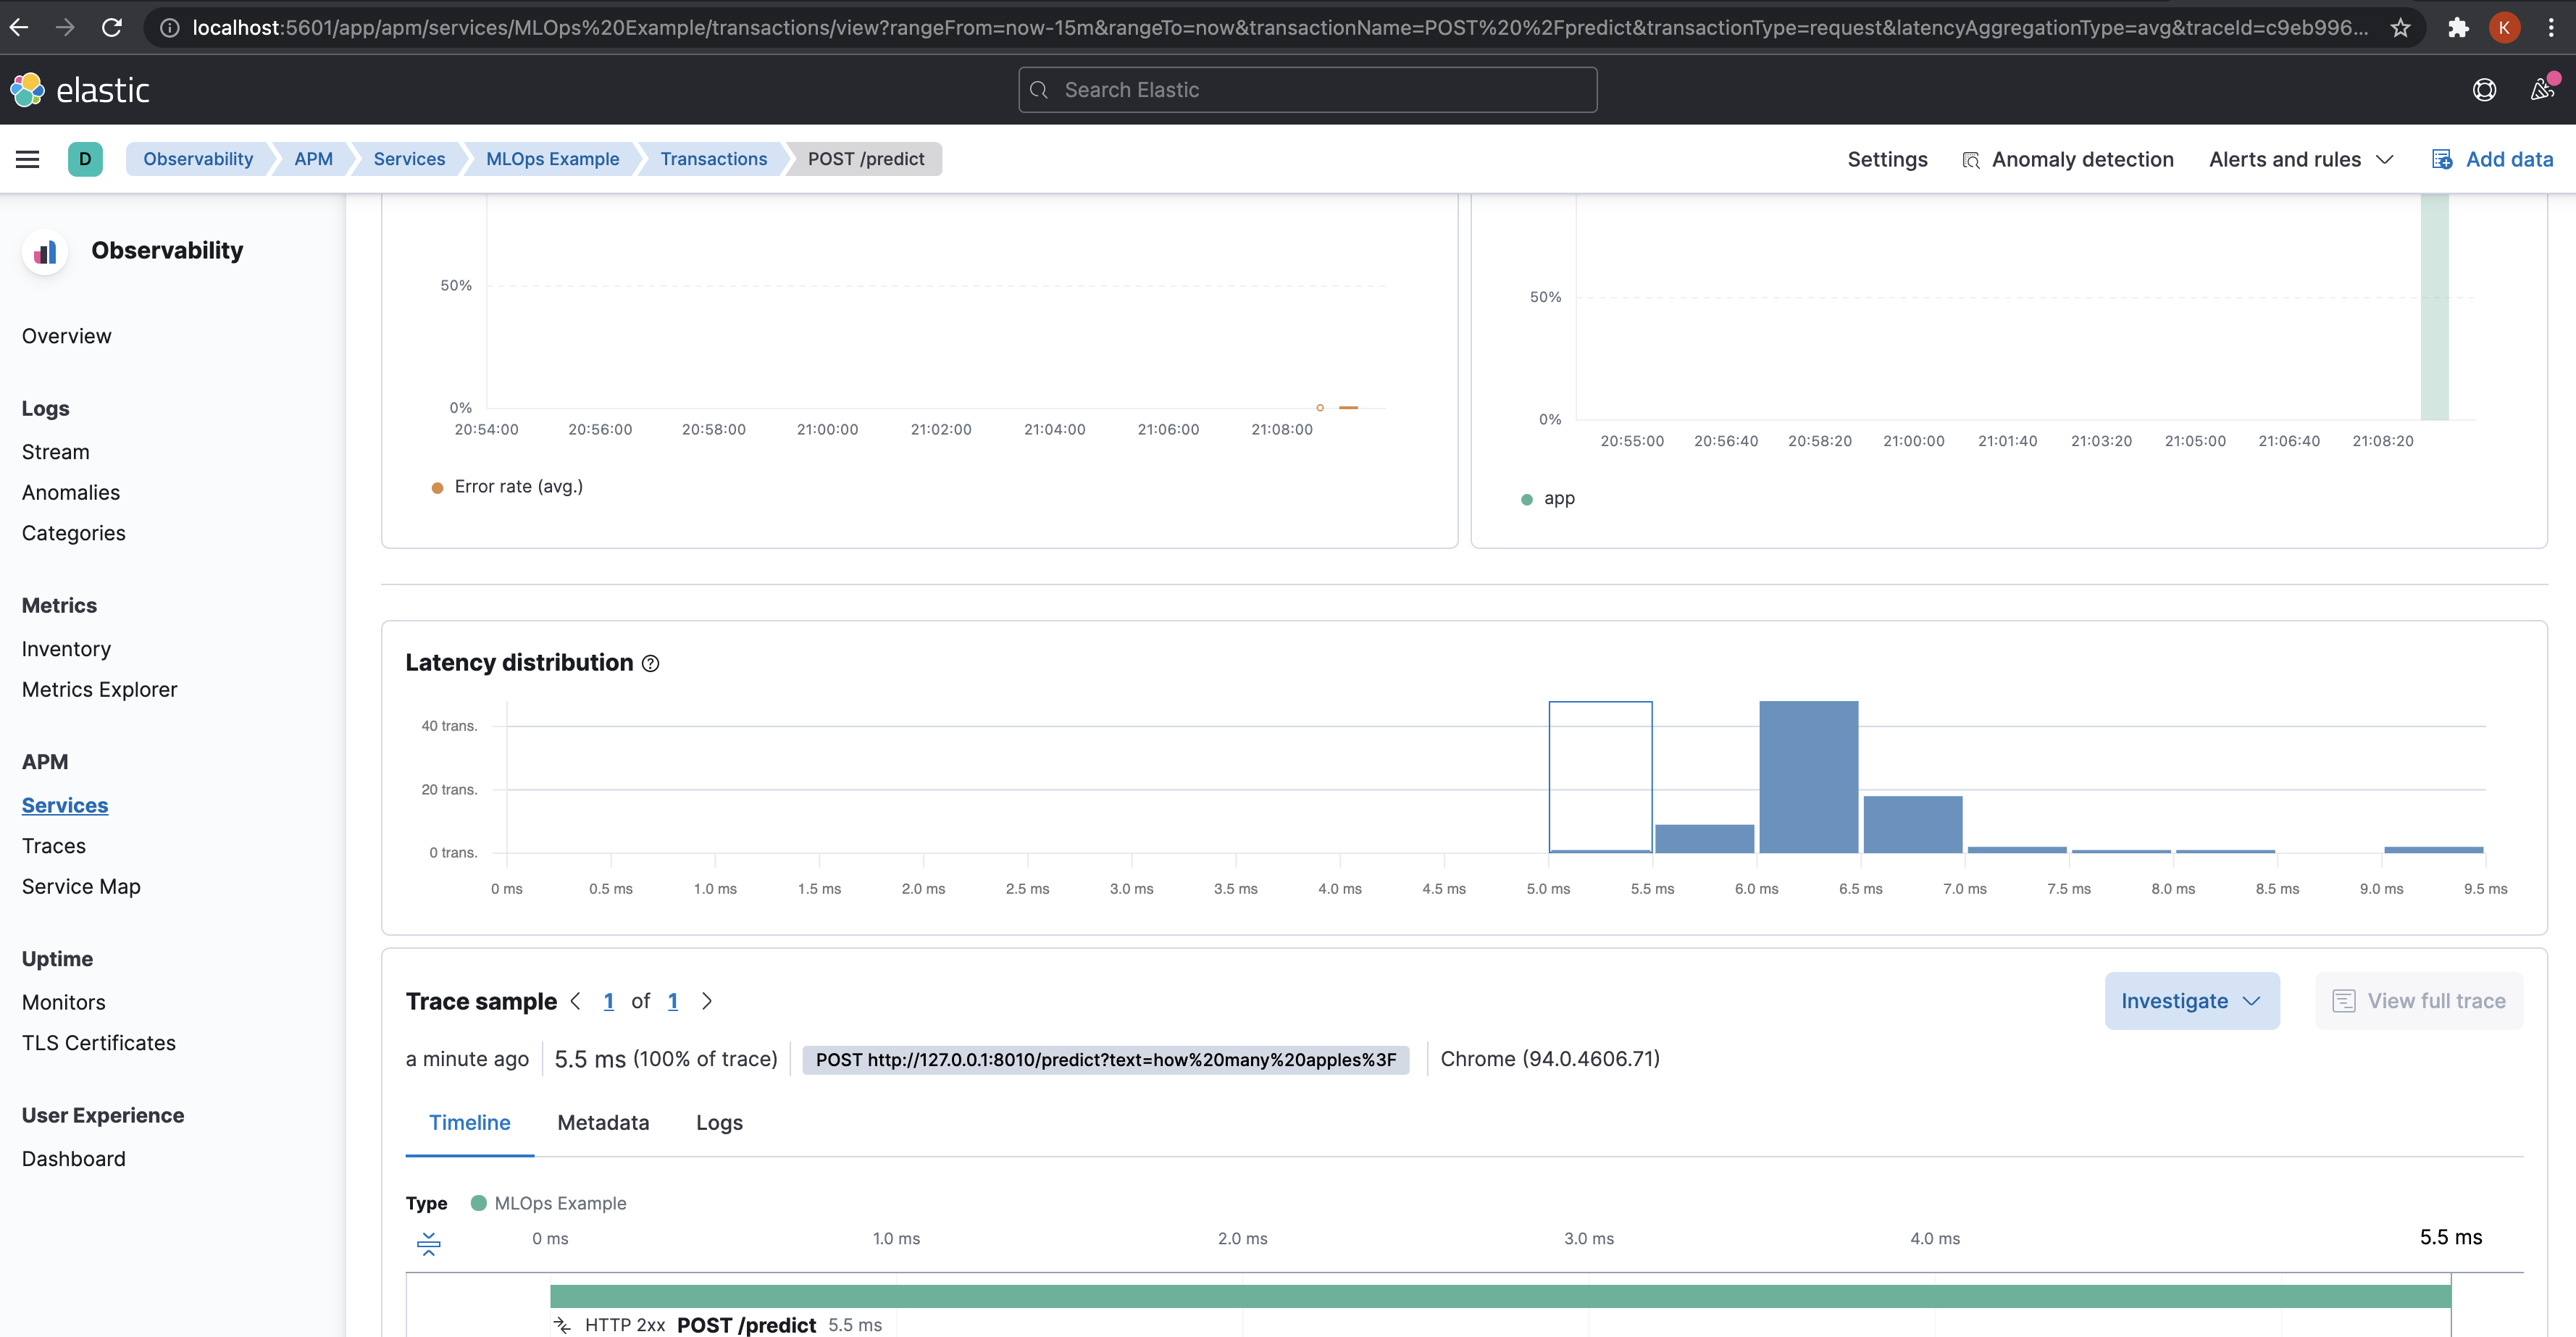 localhost:5601/app/apm/services/MLOps%20Example/transactions/view?rangeFrom=now-15m&rangeTo=now&transactionName=POST%20%2Fpredict&transactionType=request&latencyAggregationType=avg&traceId=c9eb996...
K
elastic
Search Elastic
D
Observability
APM
Services
MLOps Example
Transactions
POST /predict
Settings
Anomaly detection
Alerts and rules
Add data
Observability
Overview
Logs
Stream
Anomalies
Categories
Metrics
Inventory
Metrics Explorer
APM
Services
Traces
Service Map
Uptime
Monitors
TLS Certificates
User Experience
Dashboard
50%
0%
20:54:00 20:56:00 20:58:00 21:00:00 21:02:00 21:04:00 21:06:00 21:08:00
Error rate (avg.)
50%
0%
20:55:00 20:56:40 20:58:20 21:00:00 21:01:40 21:03:20 21:05:00 21:06:40 21:08:20
app
Latency distribution
40 trans.
20 trans.
0 trans.
0 ms 0.5 ms 1.0 ms 1.5 ms 2.0 ms 2.5 ms 3.0 ms 3.5 ms 4.0 ms 4.5 ms 5.0 ms 5.5 ms 6.0 ms 6.5 ms 7.0 ms 7.5 ms 8.0 ms 8.5 ms 9.0 ms 9.5 ms
Trace sample 1 of 1
Investigate
View full trace
a minute ago 5.5 ms (100% of trace) POST http://127.0.0.1:8010/predict?text=how%20many%20apples%3F Chrome (94.0.4606.71)
Timeline Metadata Logs
Type MLOps Example
0 ms 1.0 ms 2.0 ms 3.0 ms 4.0 ms 5.5 ms
HTTP 2xx POST /predict 5.5 ms